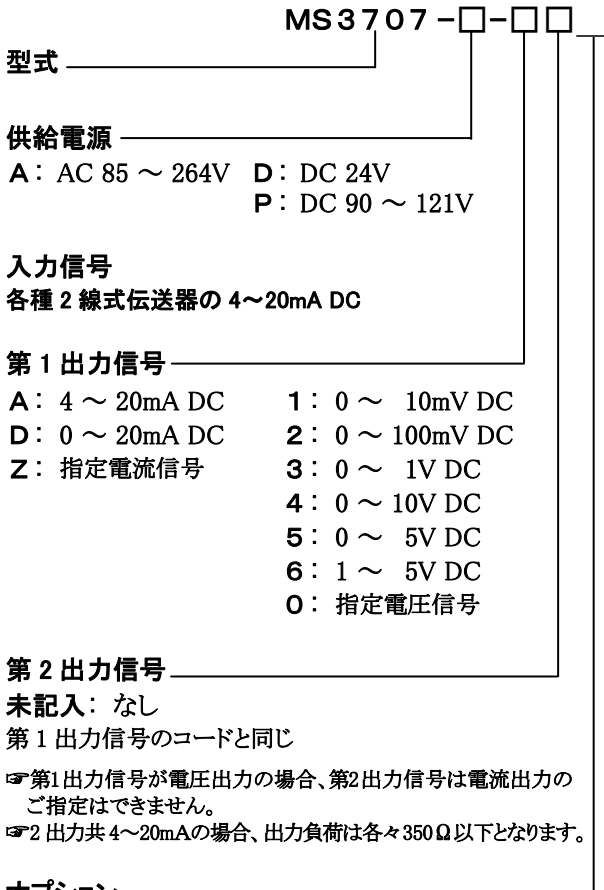 MS3707-□-□□
型式
供給電源
A： AC 85 ～ 264V D： DC 24V
P： DC 90 ～ 121V
入力信号
各種 2 線式伝送器の 4～20mA DC
第 1 出力信号
A： 4 ～ 20mA DC 1： 0 ～ 10mV DC
D： 0 ～ 20mA DC 2： 0 ～ 100mV DC
Z： 指定電流信号 3： 0 ～ 1V DC
4： 0 ～ 10V DC
5： 0 ～ 5V DC
6： 1 ～ 5V DC
0： 指定電圧信号
第 2 出力信号
未記入： なし
第 1 出力信号のコードと同じ
☞第1出力信号が電圧出力の場合、第2出力信号は電流出力の
ご指定はできません。
☞2 出力共 4～20mAの場合、出力負荷は各々350Ω以下となります。
オプション